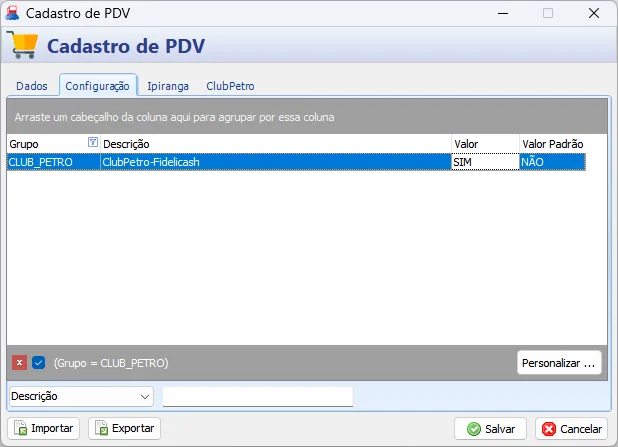 Cadastro de PDV
Cadastro de PDV
Dados Configuração Ipiranga ClubPetro
Arraste um cabeçalho da coluna aqui para agrupar por essa coluna
Grupo Descrição Valor Valor Padrão
CLUB_PETRO ClubPetro-Fidelicash SIM NÃO
(Grupo = CLUB_PETRO) Personalizar ...
Descrição
Importar Exportar Salvar Cancelar